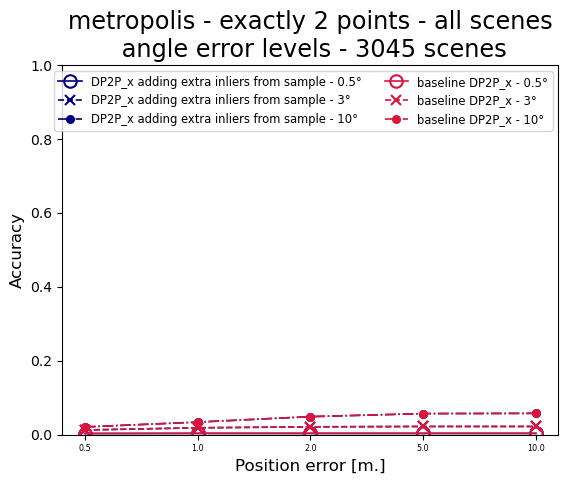 metropolis - exactly 2 points - all scenes
angle error levels - 3045 scenes
DP2P_x adding extra inliers from sample - 0.5°
DP2P_x adding extra inliers from sample - 3°
DP2P_x adding extra inliers from sample - 10°
baseline DP2P_x - 0.5°
baseline DP2P_x - 3°
baseline DP2P_x - 10°
Accuracy
1.0
0.8
0.6
0.4
0.2
0.0
0.5 1.0 2.0 5.0 10.0
Position error [m.]